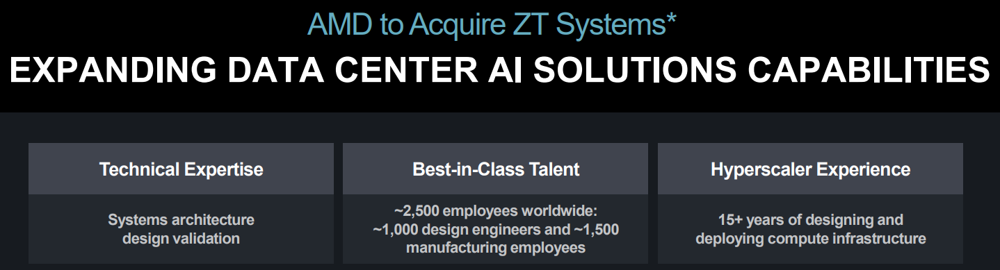 AMD to Acquire ZT Systems*
EXPANDING DATA CENTER AI SOLUTIONS CAPABILITIES
Technical Expertise
Systems architecture
design validation
Best-in-Class Talent
~2,500 employees worldwide:
~1,000 design engineers and ~1,500
manufacturing employees
Hyperscaler Experience
15+ years of designing and
deploying compute infrastructure